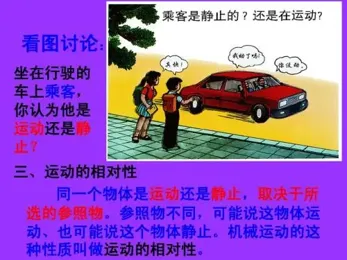 乘客是静止的？还是在运动？
看图讨论：
真快！
我动了吗？
你没动
坐在行驶的
车上乘客，
你认为他是
运动还是静
止？
三、运动的相对性
同一个物体是运动还是静止，取决于所
选的参照物。参照物不同，可能说这个物体运
动、也可能说这个物体静止。机械运动的这
种性质叫做运动的相对性。